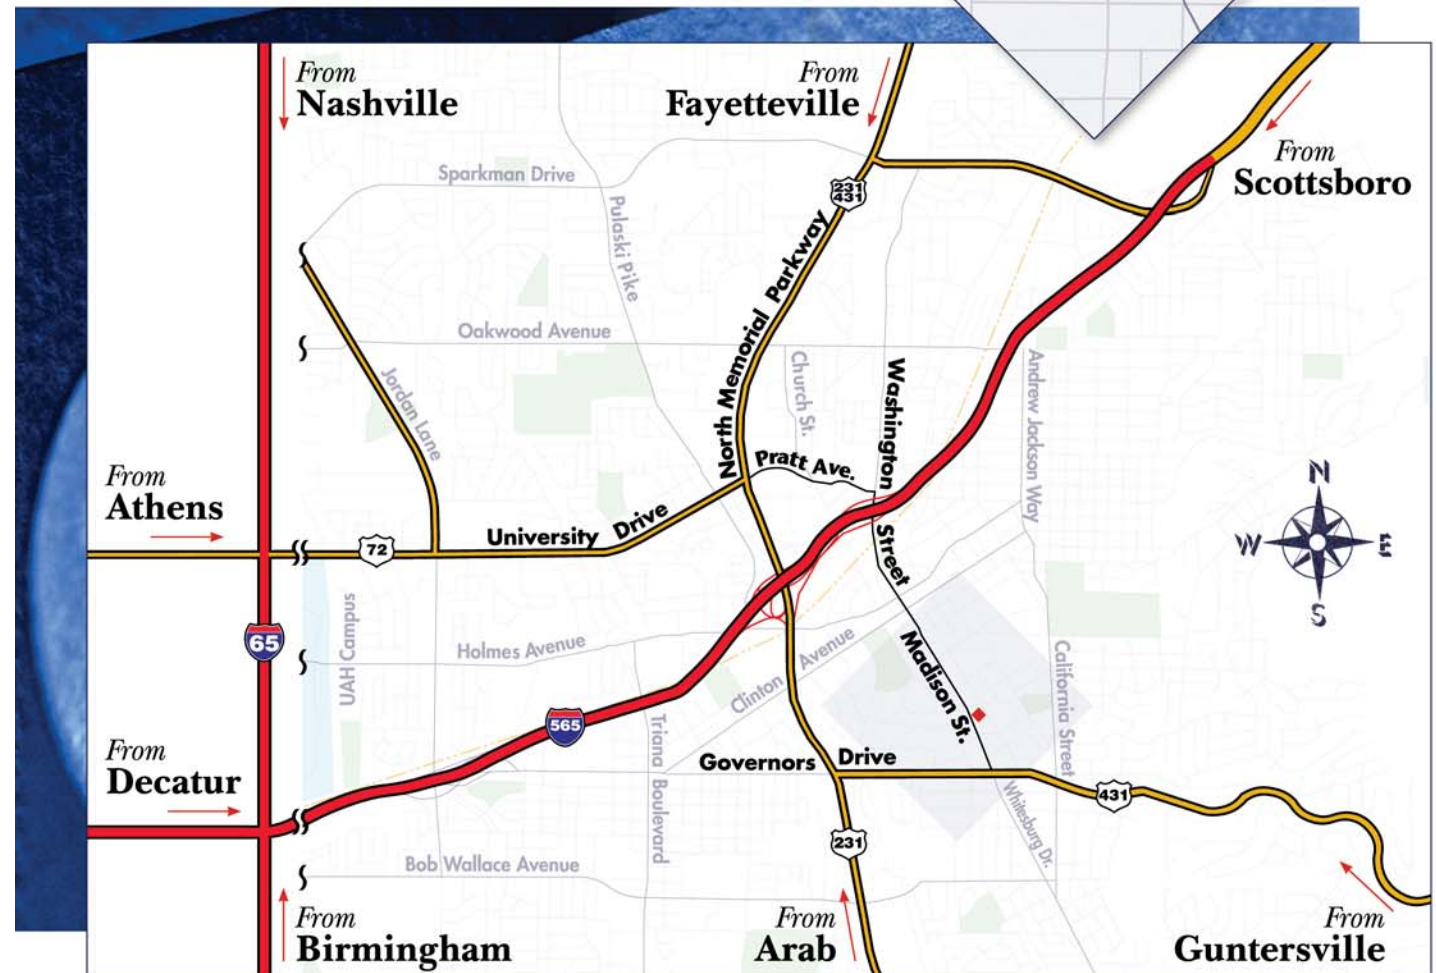 From
Nashville
From
Fayetteville
From
Scottsboro
Sparkman Drive
231
431
Pulaski Pike
North Memorial Parkway
Oakwood Avenue
Church St.
Washington
Andrew Jackson Way
Jordan Lane
Pratt Ave.
From
Athens
University Drive
72
Street
N
W
E
S
UAH Campus
65
Holmes Avenue
Clinton Avenue
Madison St.
California Street
565
Triana Boulevard
From
Decatur
Governors Drive
431
Whitesburg Dr.
231
Bob Wallace Avenue
From
Birmingham
From
Arab
From
Guntersville